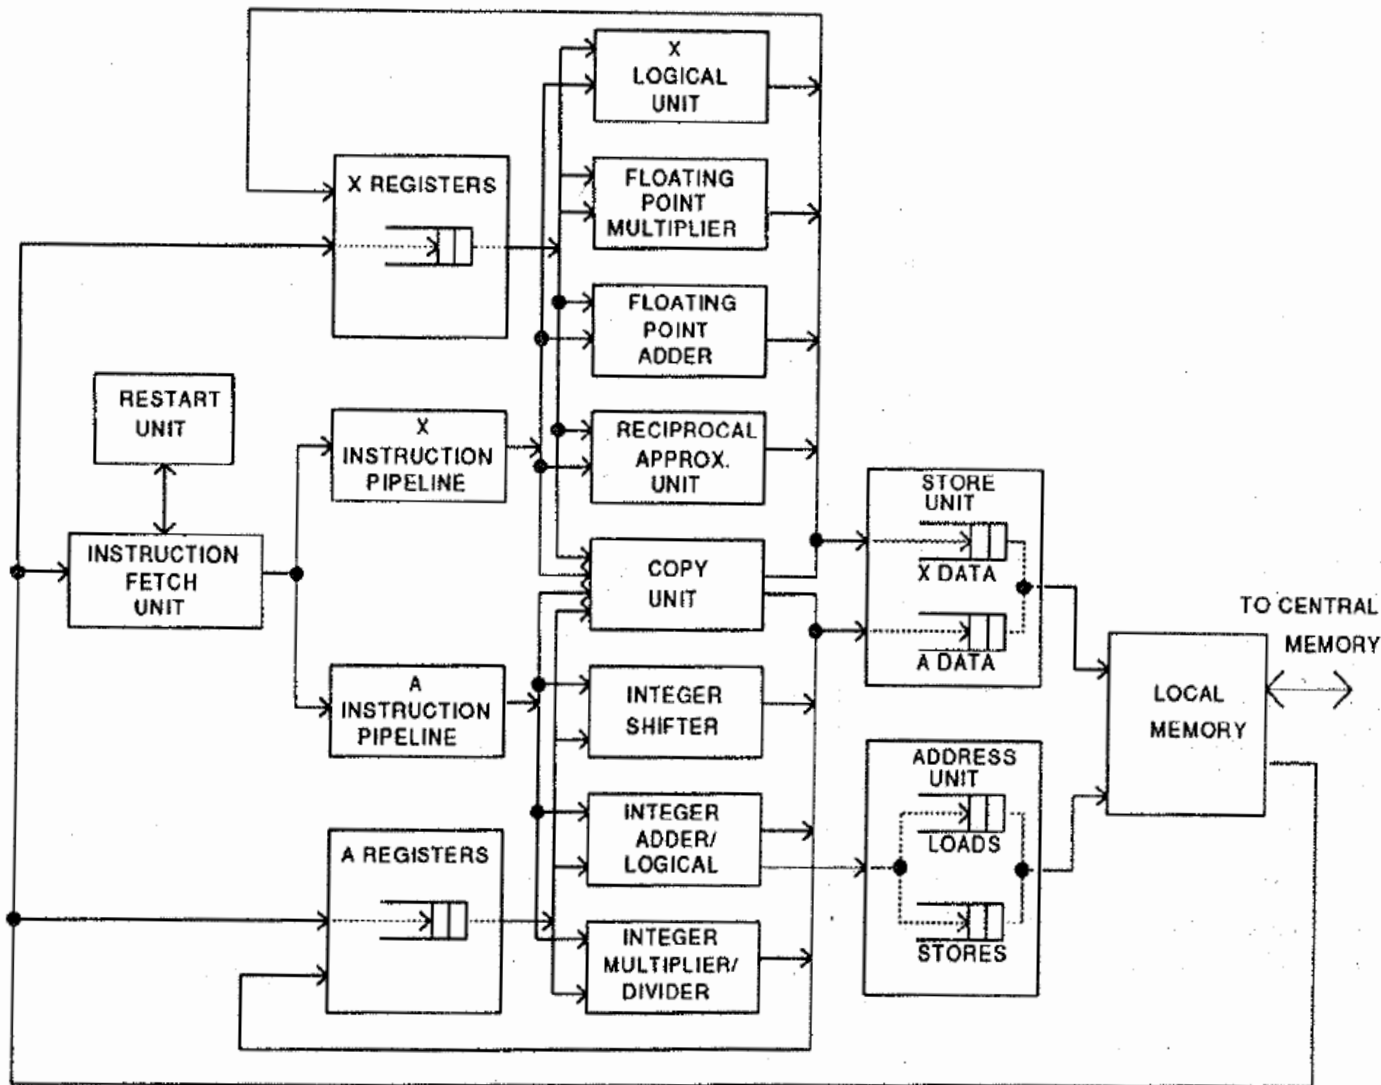 X
LOGICAL
UNIT
X REGISTERS
FLOATING
POINT
MULTIPLIER
FLOATING
POINT
ADDER
RESTART
UNIT
X
INSTRUCTION
PIPELINE
RECIPROCAL
APPROX.
UNIT
INSTRUCTION
FETCH
UNIT
COPY
UNIT
STORE
UNIT
X DATA
A DATA
TO CENTRAL
MEMORY
A
INSTRUCTION
PIPELINE
INTEGER
SHIFTER
LOCAL
MEMORY
A REGISTERS
INTEGER
ADDER/
LOGICAL
ADDRESS
UNIT
LOADS
STORES
INTEGER
MULTIPLIER/
DIVIDER